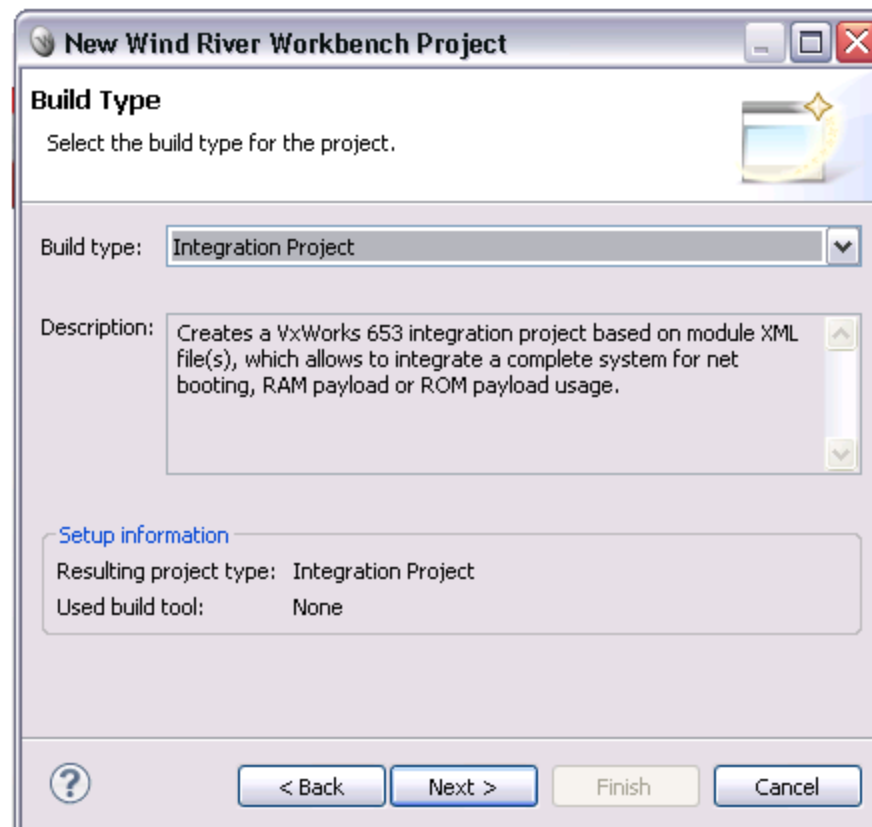 New Wind River Workbench Project
Build Type
Select the build type for the project.
Build type: Integration Project
Description: Creates a VxWorks 653 integration project based on module XML
file(s), which allows to integrate a complete system for net
booting, RAM payload or ROM payload usage.
Setup information
Resulting project type: Integration Project
Used build tool: None
?
< Back Next > Finish Cancel